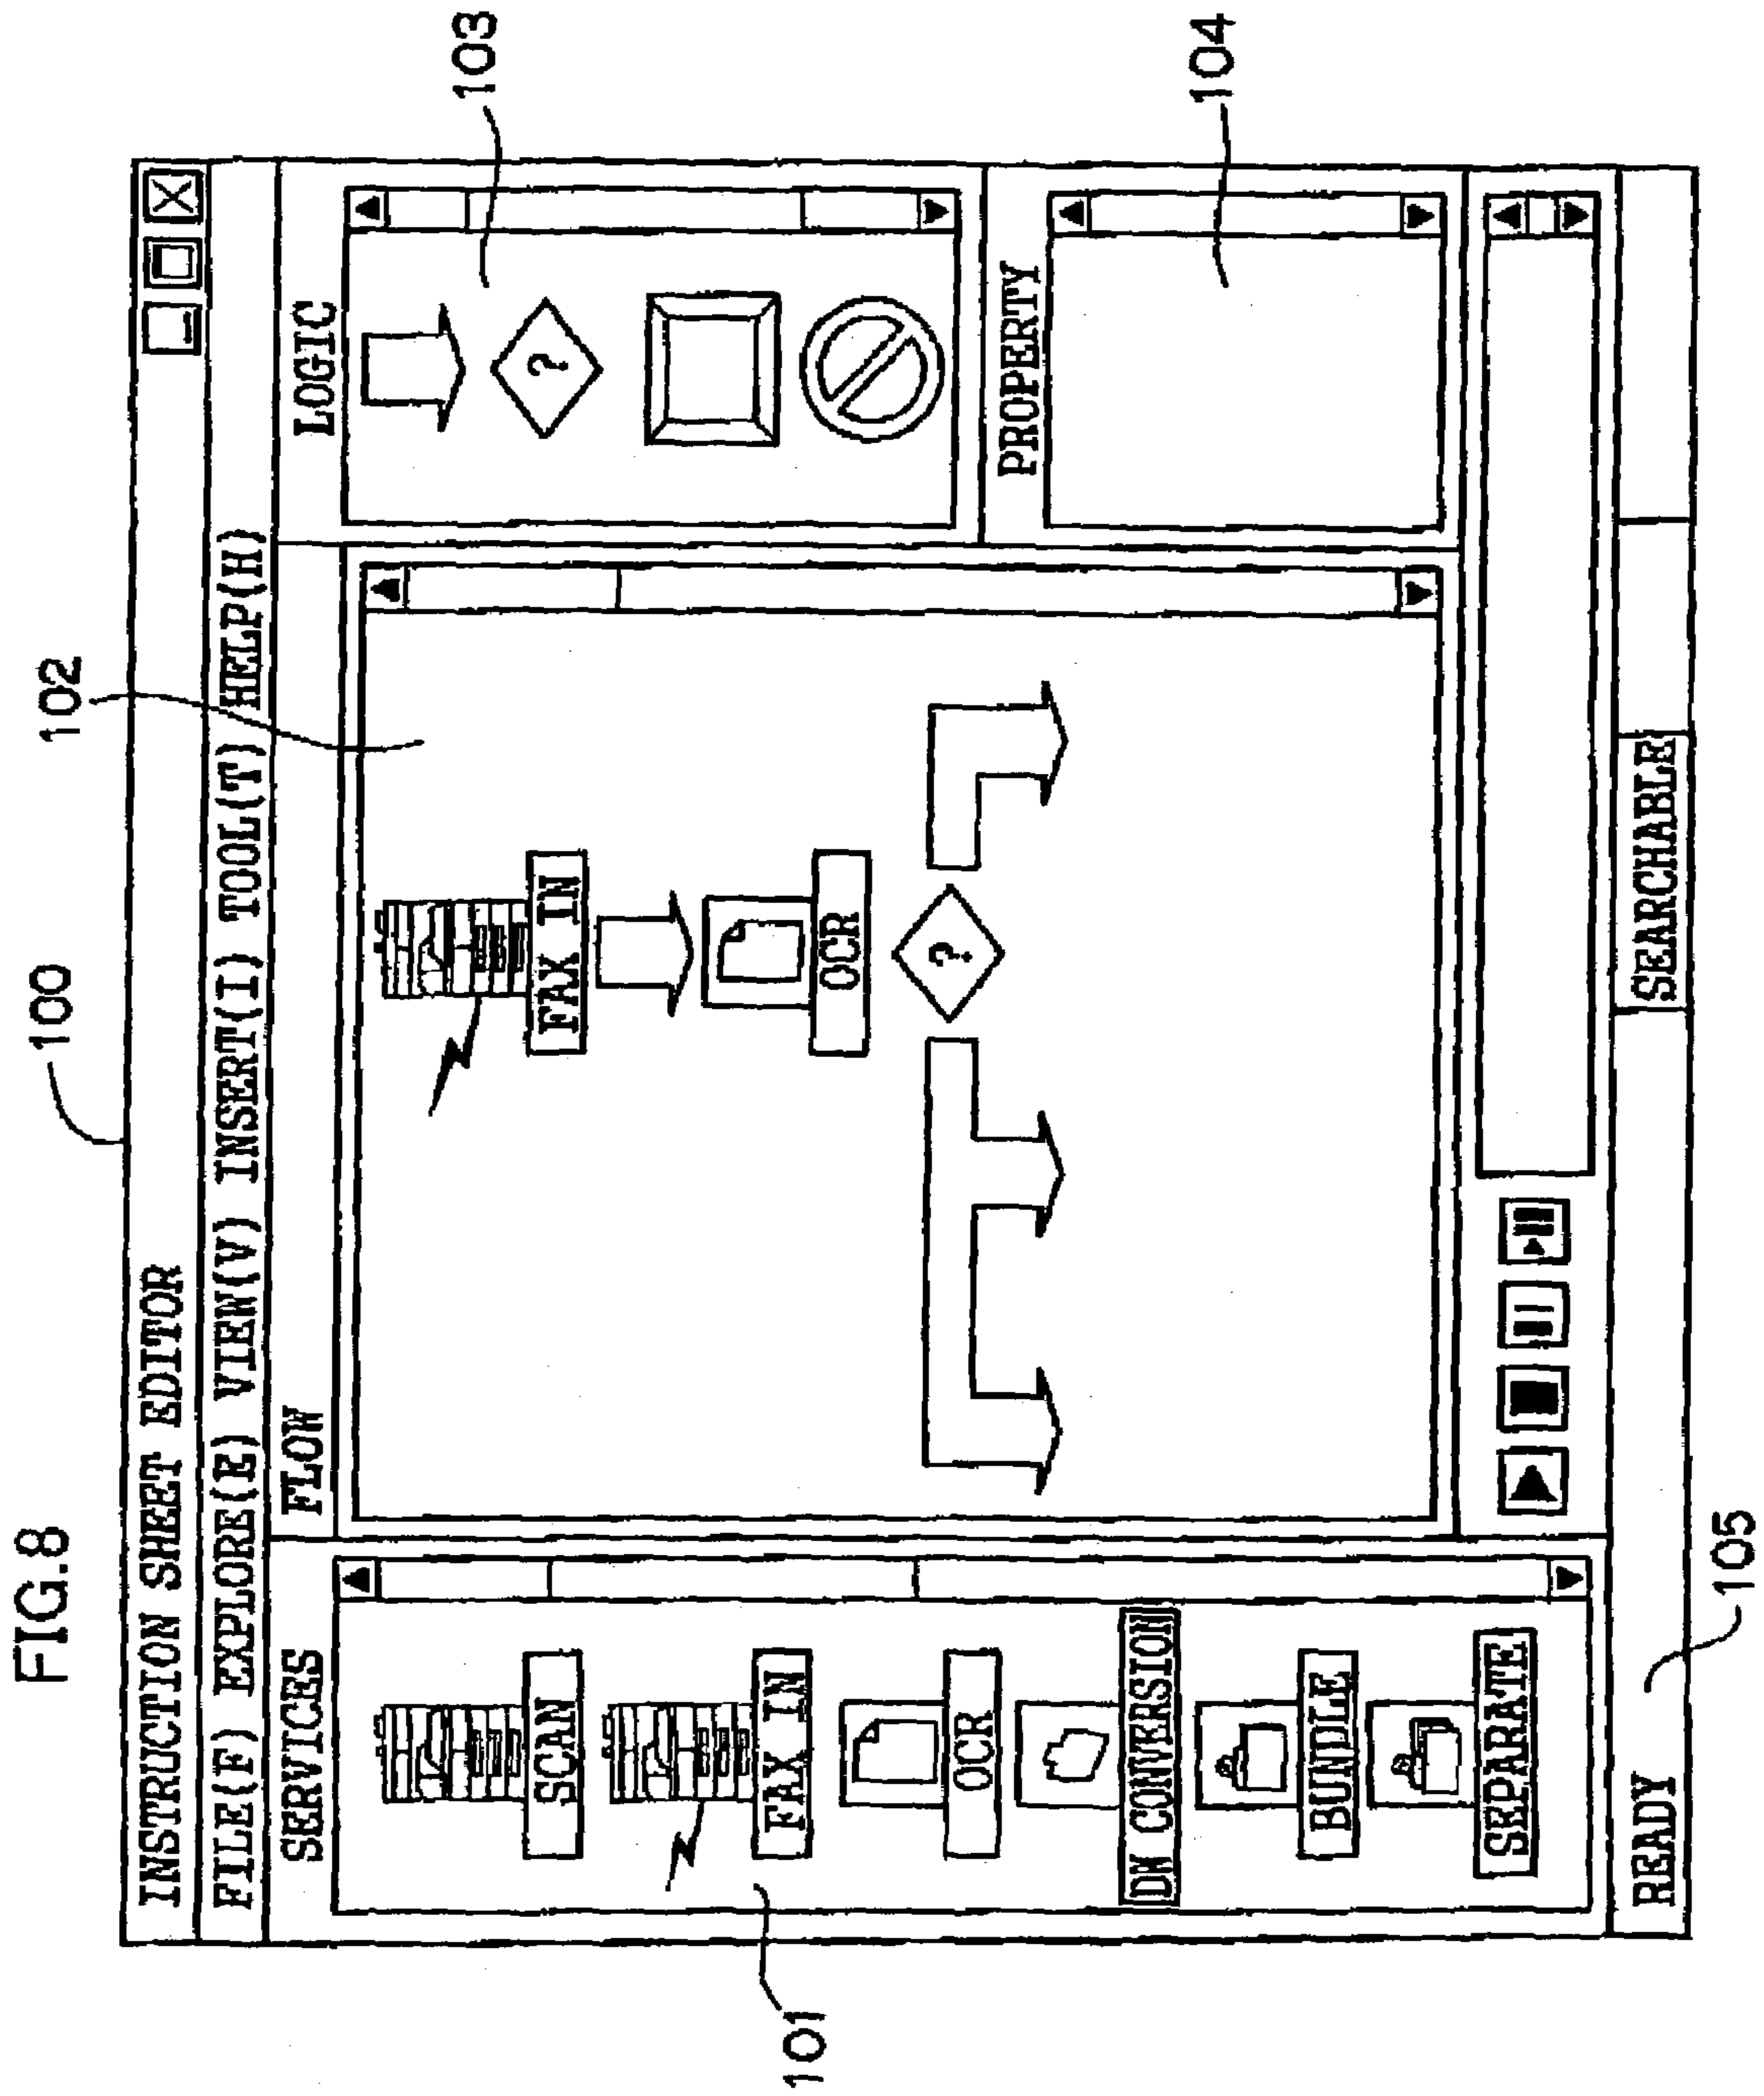 FIG.8
100
102
103
104
101
105
INSTRUCTION SHEET EDITOR
FILE(F) EXPLORE(E) VIEW(V) INSERT(I) TOOL(T) HELP(H)
SERVICES
SCAN
FAX IN
OCR
DM CONVERSION
BUNDLE
SEPARATE
FLOW
FAX IN
OCR
?
LOGIC
?
PROPERTY
READY
SEARCHABLE